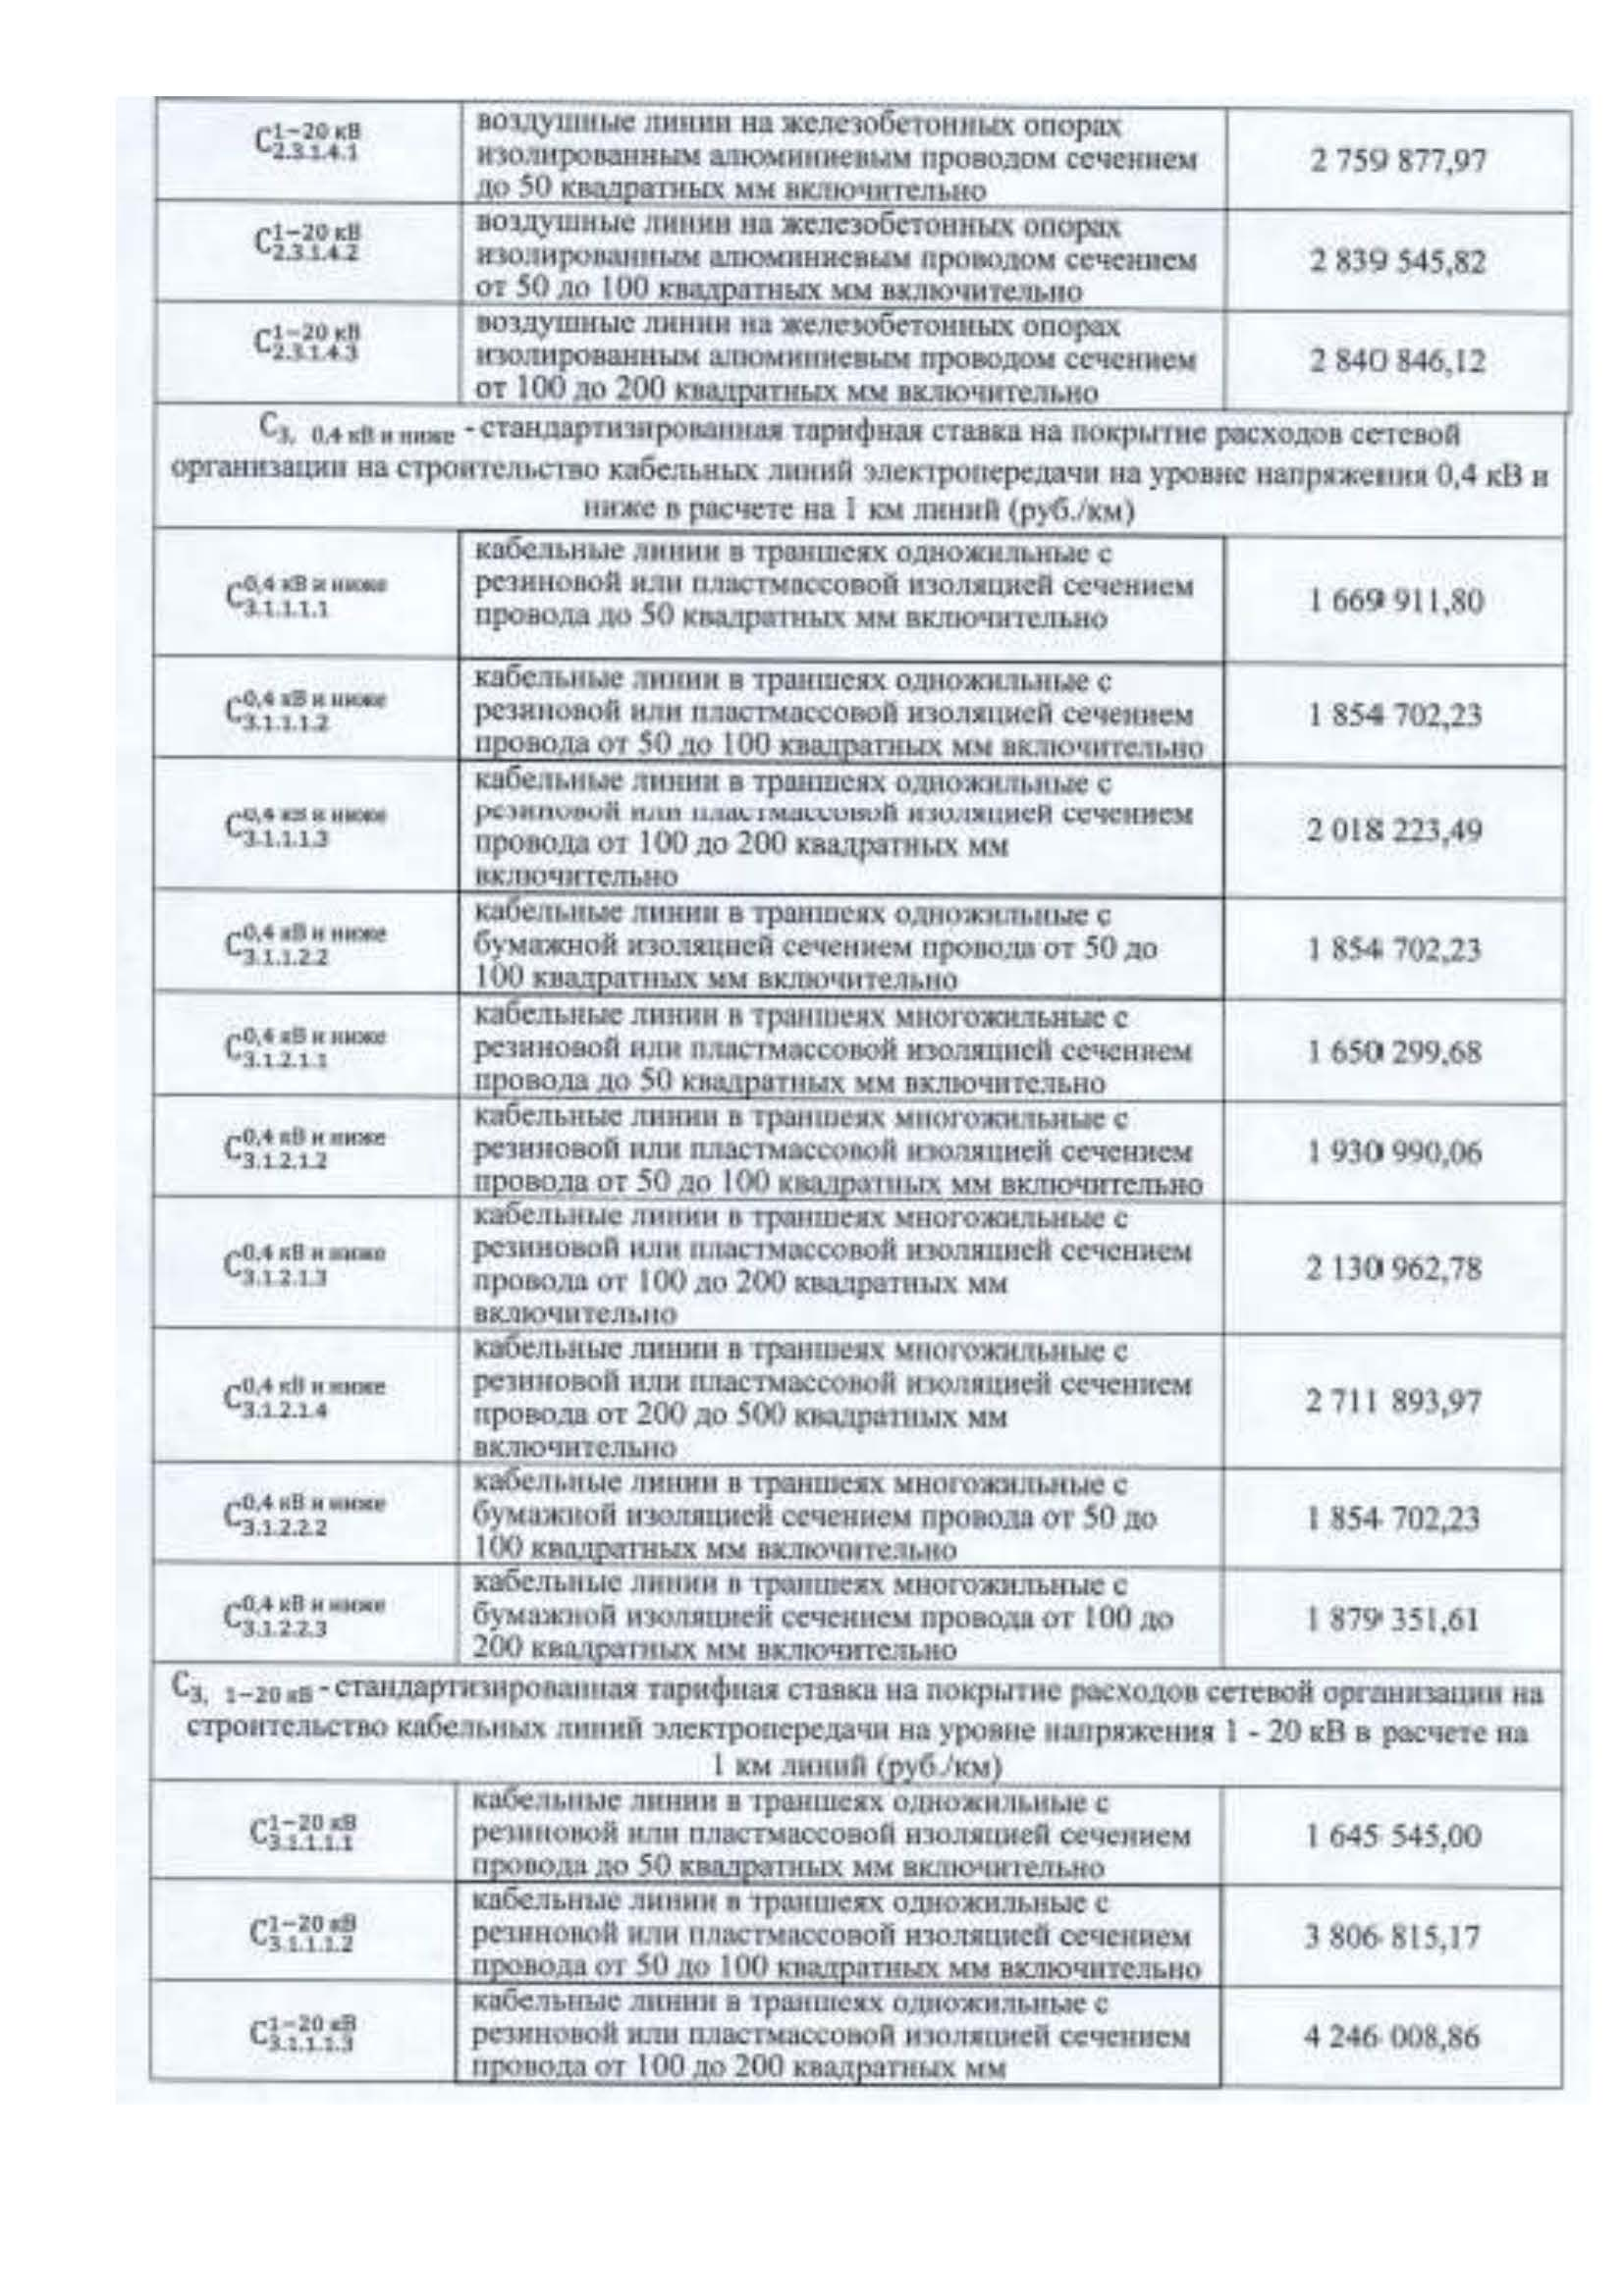 C 1−20 кВ 2.3.1.4.1
воздушные линии на железобетонных опорах
изолированным алюминиевым проводом сечением
до 50 квадратных мм включительно
2 759 877,97
C 1−20 кВ 2.3.1.4.2
воздушные линии на железобетонных опорах
изолированным алюминиевым проводом сечением
от 50 до 100 квадратных мм включительно
2 839 545,82
C 1−20 кВ 2.3.1.4.3
воздушные линии на железобетонных опорах
изолированным алюминиевым проводом сечением
от 100 до 200 квадратных мм включительно
2 840 846,12
C3, 0,4 кВ и ниже - стандартизированная тарифная ставка на покрытие расходов сетевой
организации на строительство кабельных линий электропередачи на уровне напряжения 0,4 кВ и
ниже в расчете на 1 км линий (руб./км)
C 0,4 кВ и ниже 3.1.1.1.1
кабельные линии в траншеях одножильные с
резиновой или пластмассовой изоляцией сечением
провода до 50 квадратных мм включительно
1 669 911,80
C 0,4 кВ и ниже 3.1.1.1.2
кабельные линии в траншеях одножильные с
резиновой или пластмассовой изоляцией сечением
провода от 50 до 100 квадратных мм включительно
1 854 702,23
C 0,4 кВ и ниже 3.1.1.1.3
кабельные линии в траншеях одножильные с
резиновой или пластмассовой изоляцией сечением
провода от 100 до 200 квадратных мм
включительно
2 018 223,49
C 0,4 кВ и ниже 3.1.1.2.2
кабельные линии в траншеях одножильные с
бумажной изоляцией сечением провода от 50 до
100 квадратных мм включительно
1 854 702,23
C 0,4 кВ и ниже 3.1.2.1.1
кабельные линии в траншеях многожильные с
резиновой или пластмассовой изоляцией сечением
провода до 50 квадратных мм включительно
1 650 299,68
C 0,4 кВ и ниже 3.1.2.1.2
кабельные линии в траншеях многожильные с
резиновой или пластмассовой изоляцией сечением
провода от 50 до 100 квадратных мм включительно
1 930 990,06
C 0,4 кВ и ниже 3.1.2.1.3
кабельные линии в траншеях многожильные с
резиновой или пластмассовой изоляцией сечением
провода от 100 до 200 квадратных мм
включительно
2 130 962,78
C 0,4 кВ и ниже 3.1.2.1.4
кабельные линии в траншеях многожильные с
резиновой или пластмассовой изоляцией сечением
провода от 200 до 500 квадратных мм
включительно
2 711 893,97
C 0,4 кВ и ниже 3.1.2.2.2
кабельные линии в траншеях многожильные с
бумажной изоляцией сечением провода от 50 до
100 квадратных мм включительно
1 854 702,23
C 0,4 кВ и ниже 3.1.2.2.3
кабельные линии в траншеях многожильные с
бумажной изоляцией сечением провода от 100 до
200 квадратных мм включительно
1 879 351,61
C3, 1−20 кВ - стандартизированная тарифная ставка на покрытие расходов сетевой организации на
строительство кабельных линий электропередачи на уровне напряжения 1 - 20 кВ в расчете на
1 км линий (руб./км)
C 1−20 кВ 3.1.1.1.1
кабельные линии в траншеях одножильные с
резиновой или пластмассовой изоляцией сечением
провода до 50 квадратных мм включительно
1 645 545,00
C 1−20 кВ 3.1.1.1.2
кабельные линии в траншеях одножильные с
резиновой или пластмассовой изоляцией сечением
провода от 50 до 100 квадратных мм включительно
3 806 815,17
C 1−20 кВ 3.1.1.1.3
кабельные линии в траншеях одножильные с
резиновой или пластмассовой изоляцией сечением
провода от 100 до 200 квадратных мм
4 246 008,86